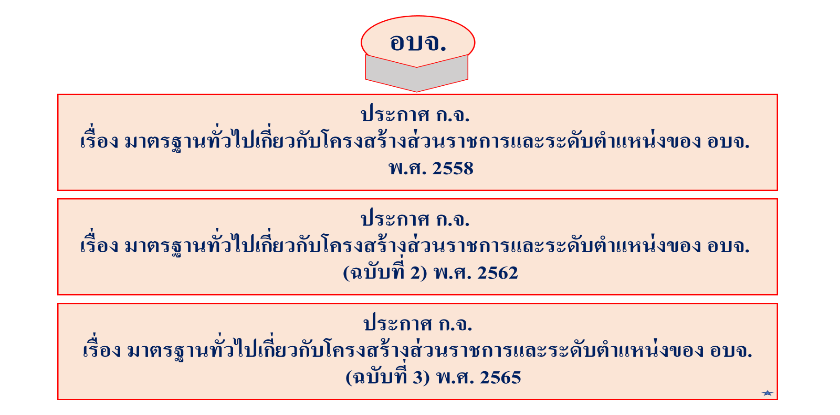 อบจ.
ประกาศ ก.จ.
เรื่อง มาตรฐานทั่วไปเกี่ยวกับโครงสร้างส่วนราชการและระดับตำแหน่งของ อบจ.
พ.ศ. 2558
ประกาศ ก.จ.
เรื่อง มาตรฐานทั่วไปเกี่ยวกับโครงสร้างส่วนราชการและระดับตำแหน่งของ อบจ.
(ฉบับที่ 2) พ.ศ. 2562
ประกาศ ก.จ.
เรื่อง มาตรฐานทั่วไปเกี่ยวกับโครงสร้างส่วนราชการและระดับตำแหน่งของ อบจ.
(ฉบับที่ 3) พ.ศ. 2565